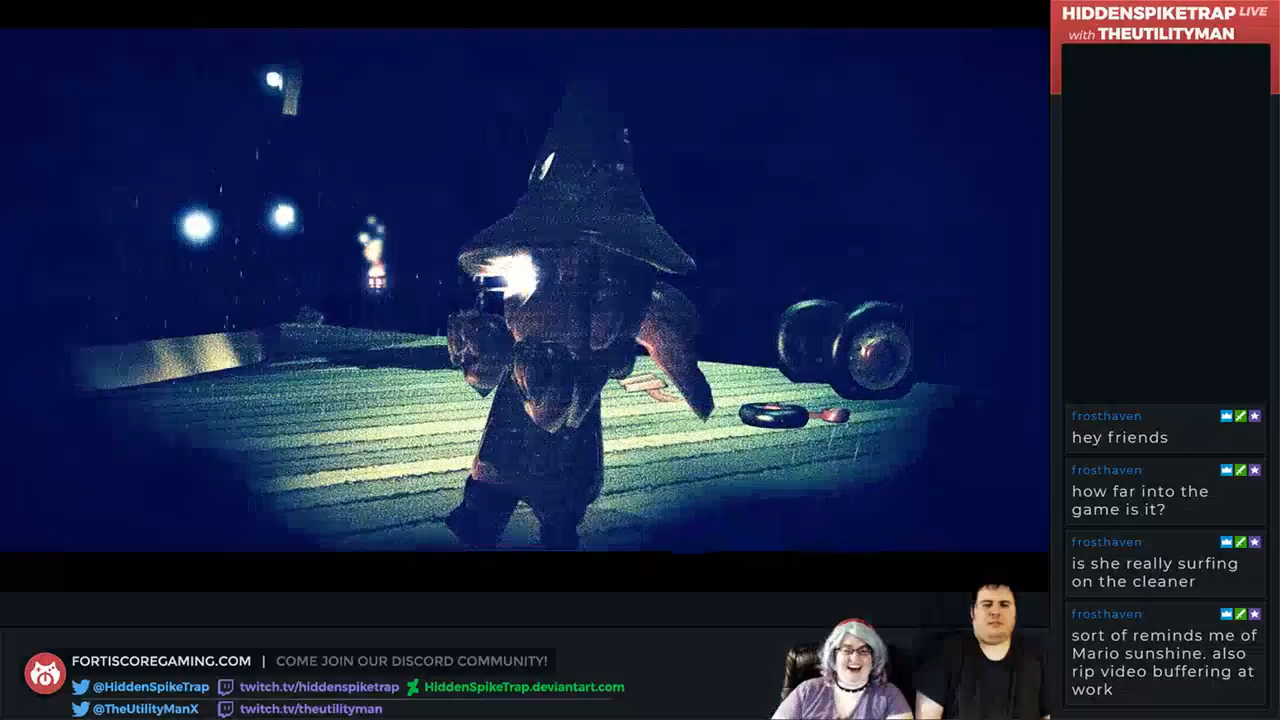 HIDDENSPIKETRAP LIVE
with THEUTILITYMAN
frosthaven
hey friends
frosthaven
how far into the
game is it?
frosthaven
is she really surfing
on the cleaner
frosthaven
sort of reminds me of
Mario sunshine. also
rip video buffering at
work
FORTISCOREGAMING.COM | COME JOIN OUR DISCORD COMMUNITY!
@HiddenSpikeTrap twitch.tv/hiddenspiketrap HiddenSpikeTrap.deviantart.com
@TheUtilityManX twitch.tv/theutilityman